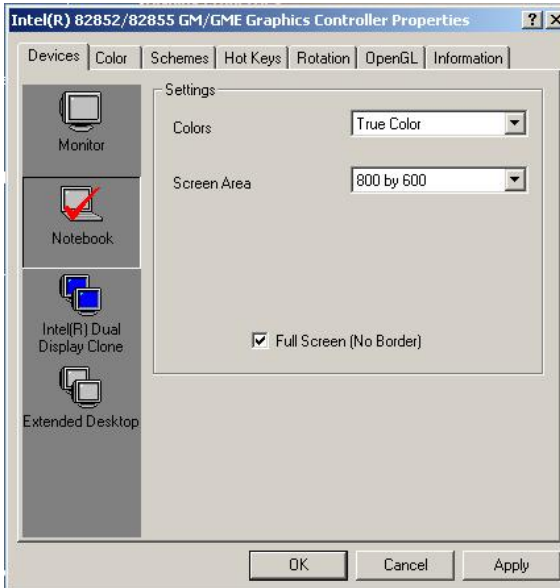 Intel(R) 82852/82855 GM/GME Graphics Controller Properties
Devices Color Schemes Hot Keys Rotation OpenGL Information
Settings
Colors True Color
Monitor
Screen Area 800 by 600
Notebook
Intel(R) Dual
Display Clone
Full Screen (No Border)
Extended Desktop
OK Cancel Apply